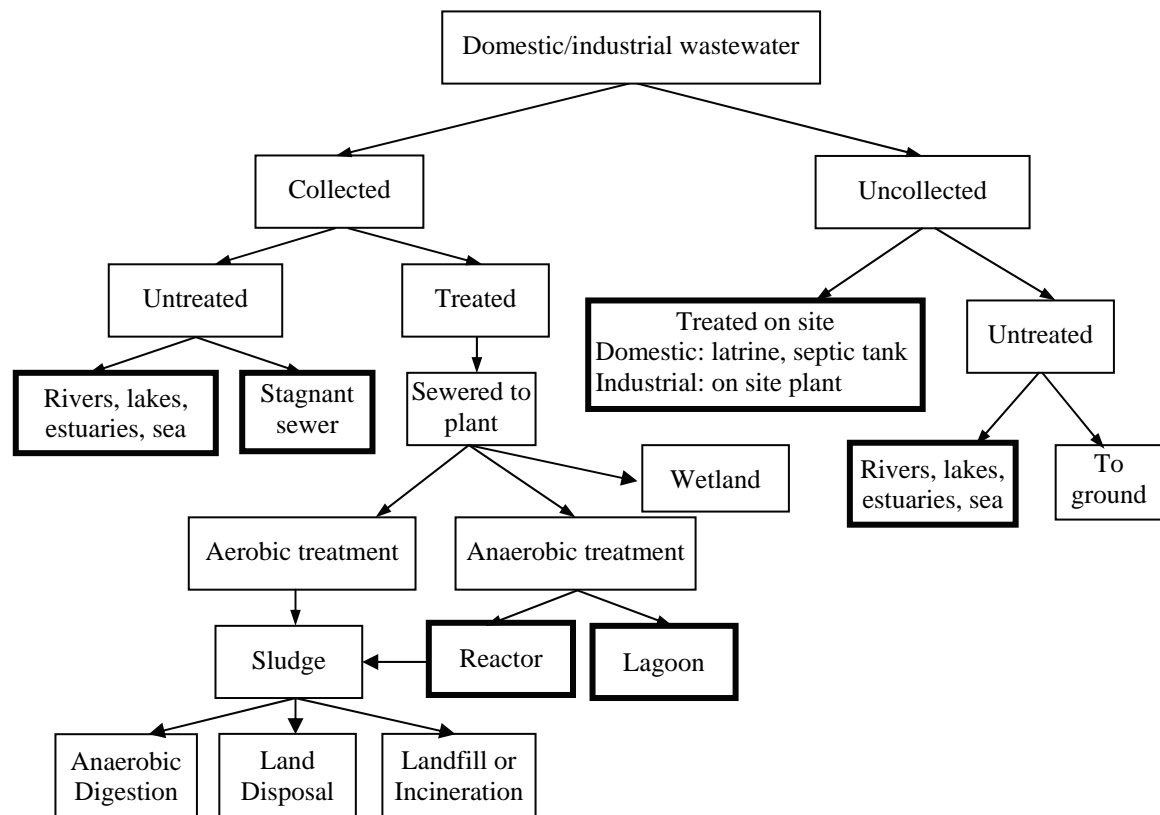 Domestic/industrial wastewater
Collected
Uncollected
Untreated
Treated
Treated on site
Domestic: latrine, septic tank
Industrial: on site plant
Untreated
Rivers, lakes,
estuaries, sea
Stagnant
sewer
Sewered to
plant
Wetland
Rivers, lakes,
estuaries, sea
To
ground
Aerobic treatment
Anaerobic treatment
Sludge
Reactor
Lagoon
Anaerobic
Digestion
Land
Disposal
Landfill or
Incineration